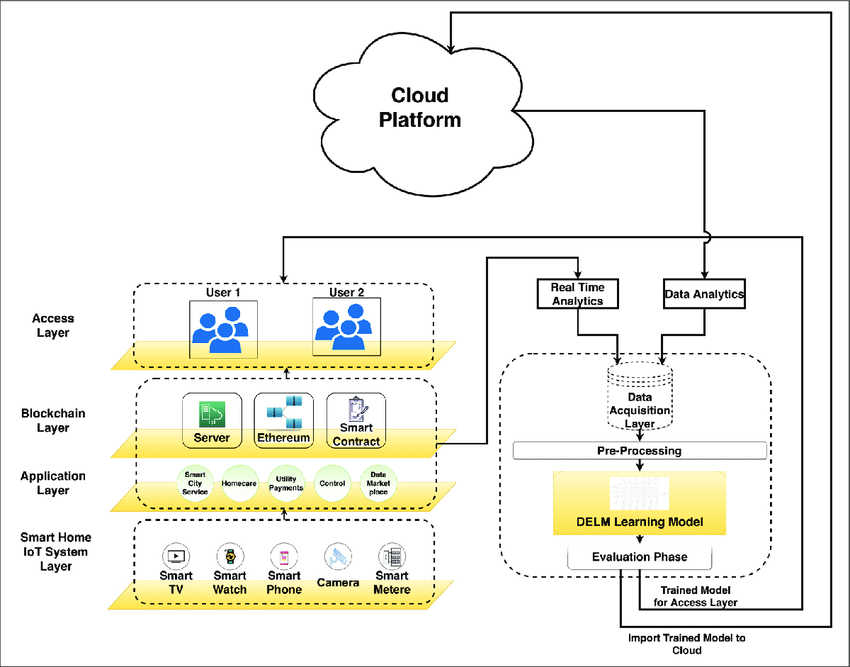 Cloud
Platform
User 1
User 2
Real Time
Analytics
Data Analytics
Access
Layer
Data
Acquisition
Layer
Blockchain
Layer
Server
Ethereum
Smart
Contract
Pre-Processing
Application
Layer
Smart
City
Service
Homecare
Utility
Payments
Control
Data
Market
place
DELM Learning Model
Smart Home
IoT System
Layer
Evaluation Phase
Smart
TV
Smart
Watch
Smart
Phone
Camera
Smart
Metere
Trained Model
for Access Layer
Import Trained Model to
Cloud